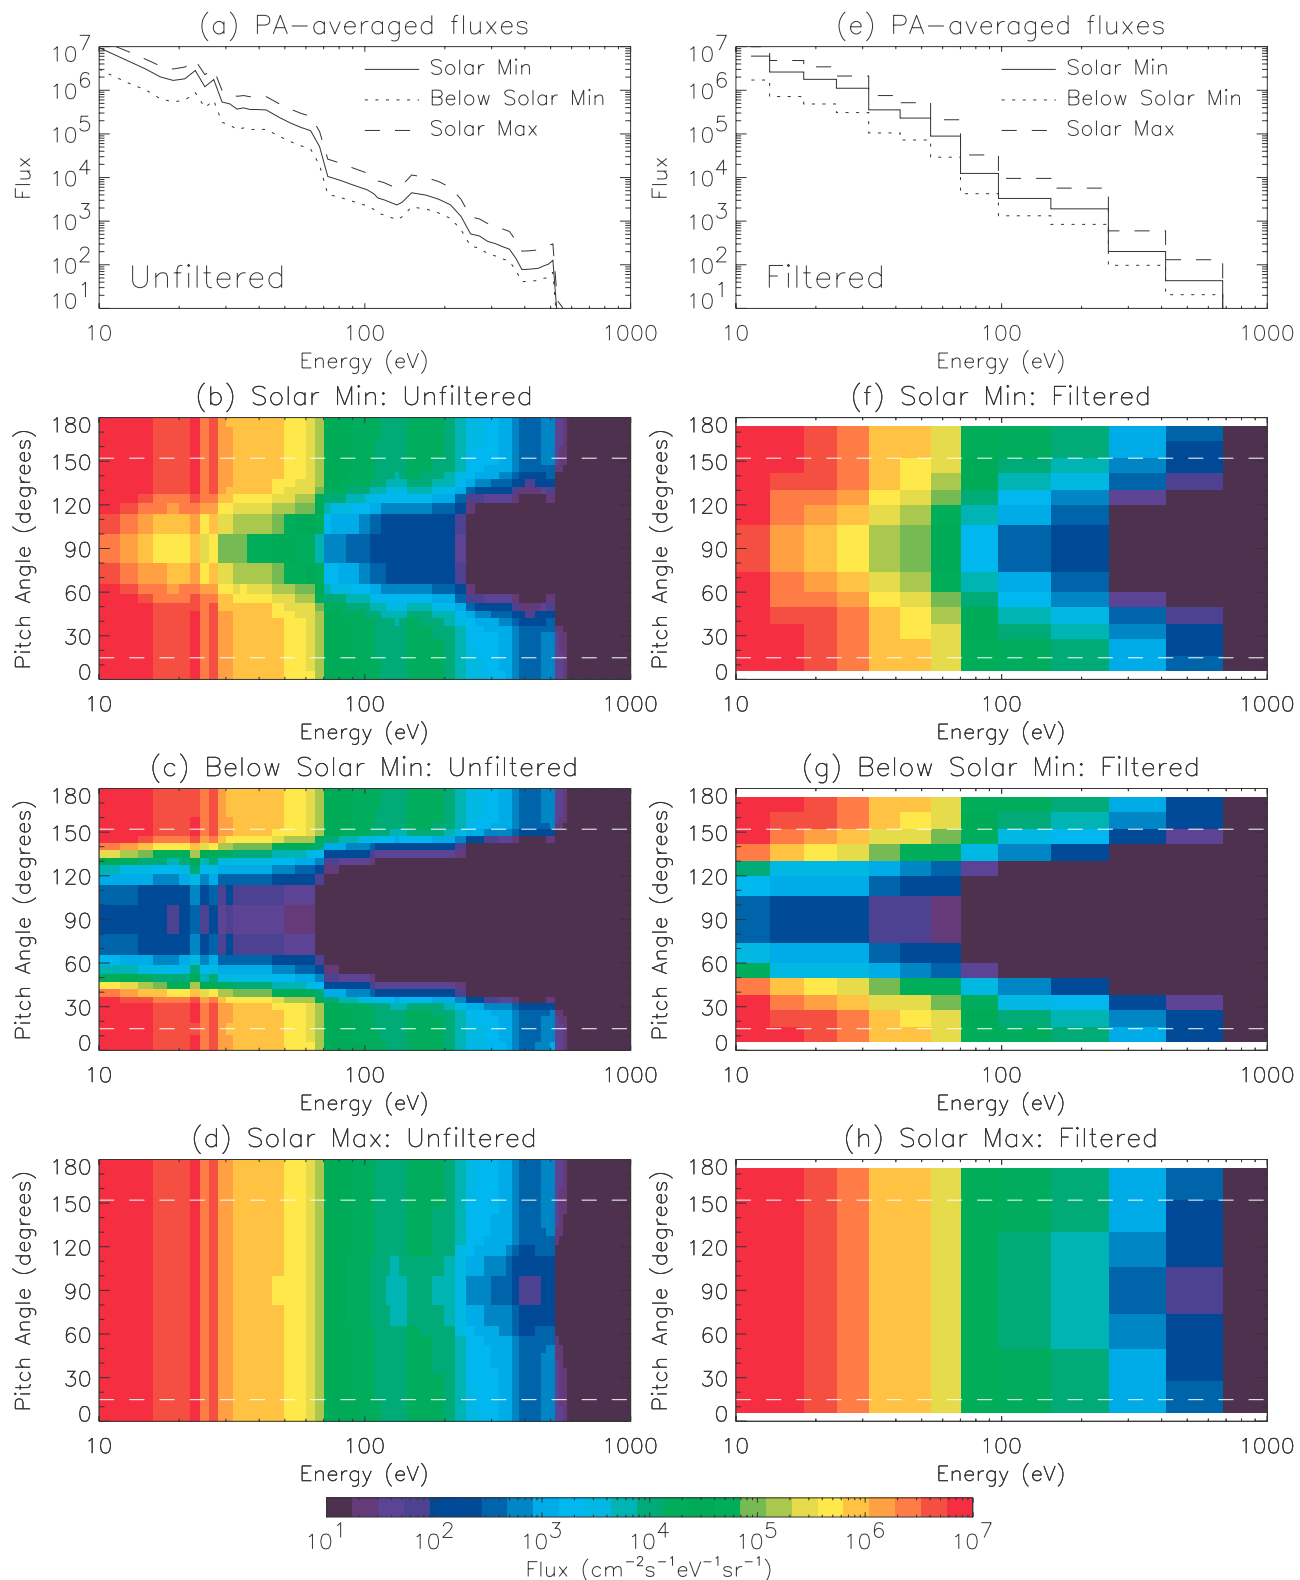 (a) PA-averaged fluxes
10^7
10^6
10^5
10^4
10^3
10^2
10^1
Flux
Solar Min
Below Solar Min
Solar Max
Unfiltered
10 100 1000
Energy (eV)
(e) PA-averaged fluxes
10^7
10^6
10^5
10^4
10^3
10^2
10^1
Flux
Solar Min
Below Solar Min
Solar Max
Filtered
10 100 1000
Energy (eV)
(b) Solar Min: Unfiltered
180
150
120
90
60
30
0
Pitch Angle (degrees)
10 100 1000
Energy (eV)
(f) Solar Min: Filtered
180
150
120
90
60
30
0
Pitch Angle (degrees)
10 100 1000
Energy (eV)
(c) Below Solar Min: Unfiltered
180
150
120
90
60
30
0
Pitch Angle (degrees)
10 100 1000
Energy (eV)
(g) Below Solar Min: Filtered
180
150
120
90
60
30
0
Pitch Angle (degrees)
10 100 1000
Energy (eV)
(d) Solar Max: Unfiltered
180
150
120
90
60
30
0
Pitch Angle (degrees)
10 100 1000
Energy (eV)
(h) Solar Max: Filtered
180
150
120
90
60
30
0
Pitch Angle (degrees)
10 100 1000
Energy (eV)
10^1 10^2 10^3 10^4 10^5 10^6 10^7
Flux (cm^-2s^-1eV^-1sr^-1)